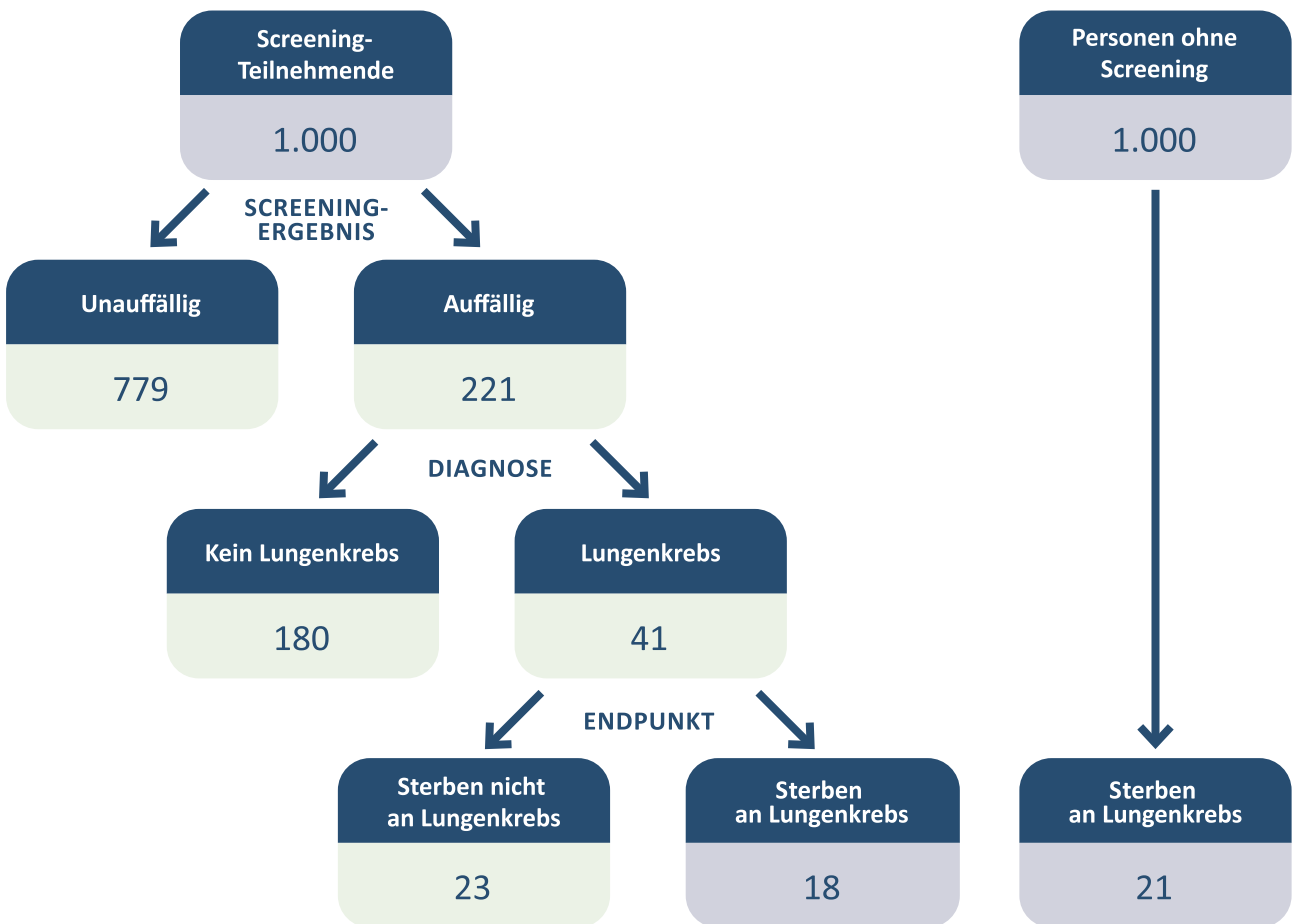 Screening-
Teilnehmende
1.000
Personen ohne
Screening
1.000
SCREENING-
ERGEBNIS
Unauffällig
779
Auffällig
221
DIAGNOSE
Kein Lungenkrebs
180
Lungenkrebs
41
ENDPUNKT
Sterben nicht
an Lungenkrebs
23
Sterben
an Lungenkrebs
18
Sterben
an Lungenkrebs
21